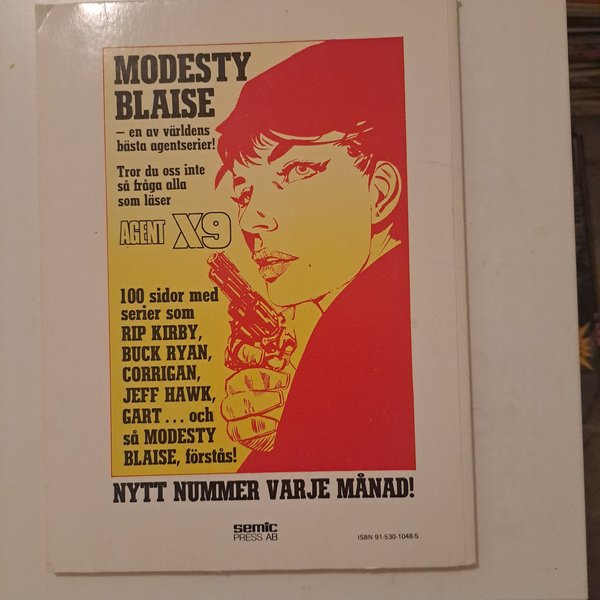 MODESTY
BLAISE
– en av världens
bästa agentserier!
Tror du oss inte
så fråga alla
som läser
AGENT X9
100 sidor med
serier som
RIP KIRBY,
BUCK RYAN,
CORRIGAN,
JEFF HAWK,
GART ... och
så MODESTY
BLAISE, förstås!
NYTT NUMMER VARJE MÅNAD!
semic
PRESS AB
ISBN 91-530-1048-5